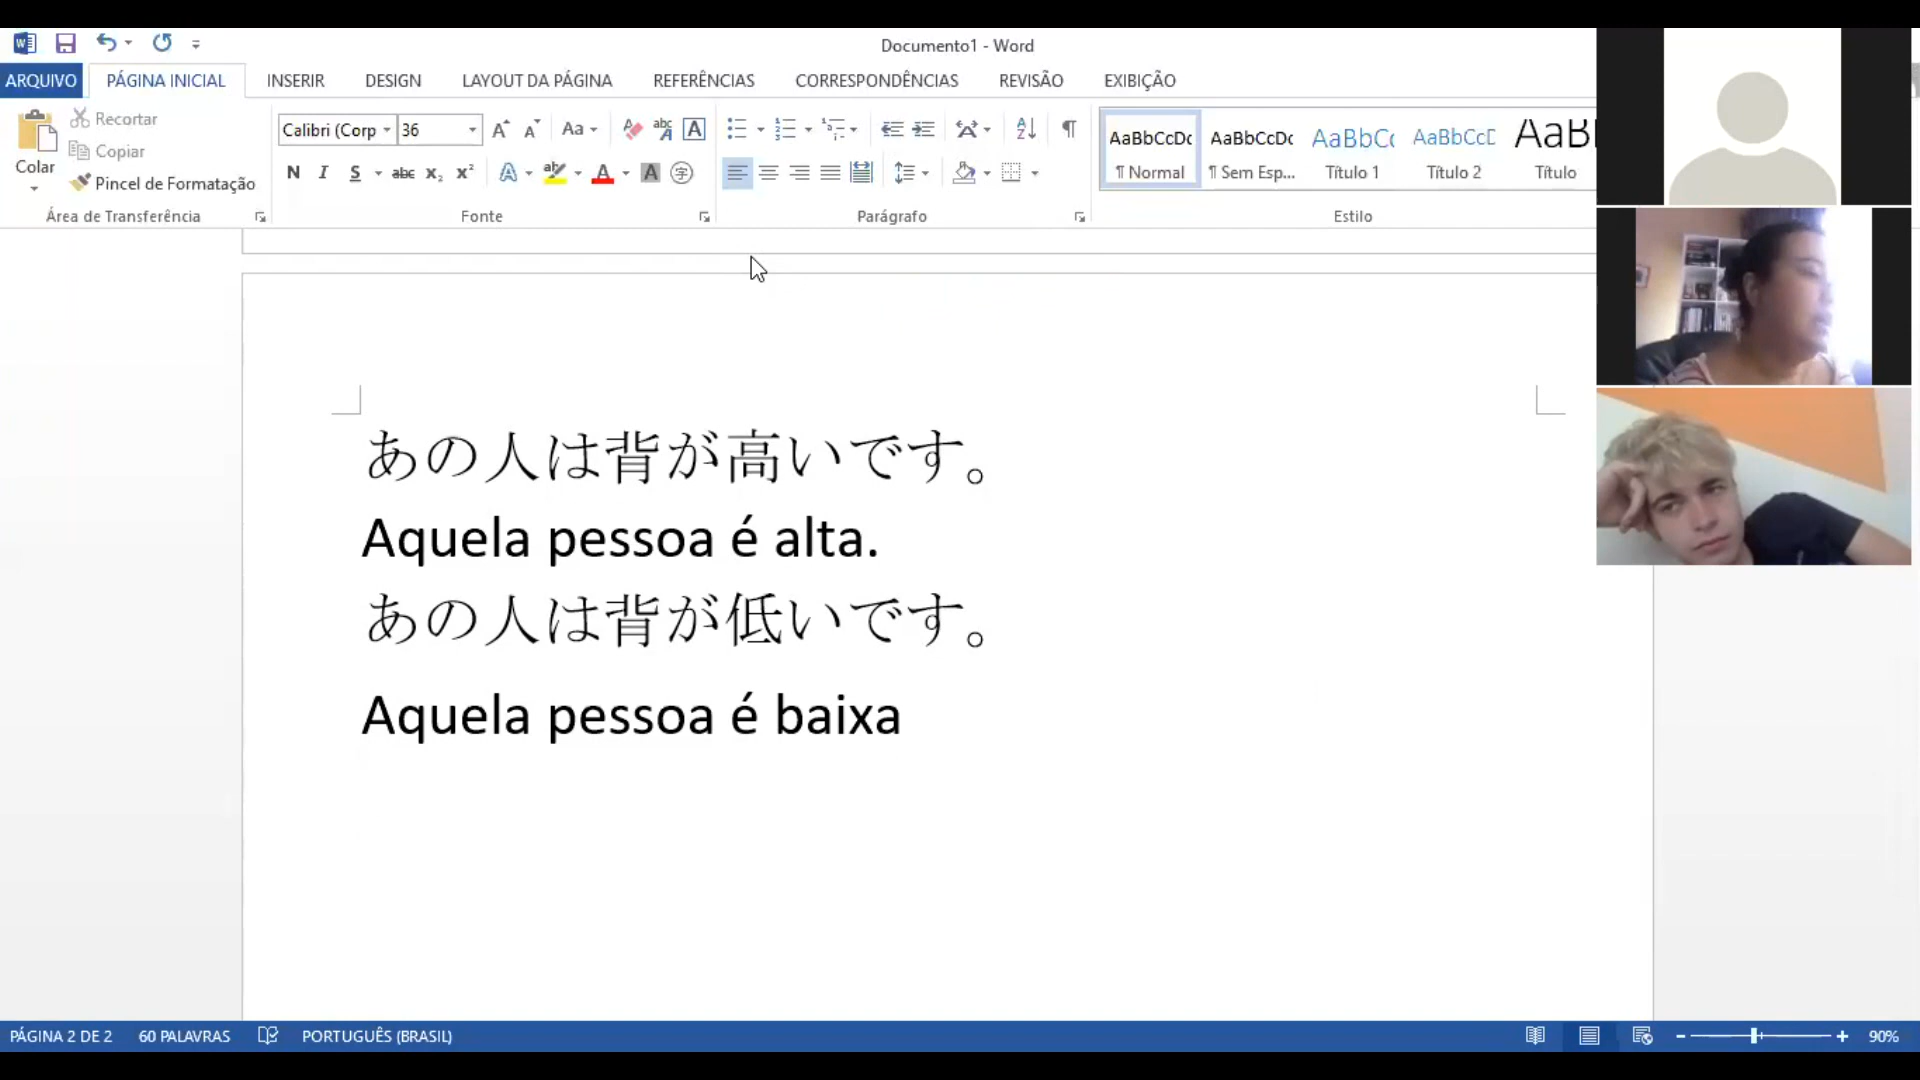 Documento1 - Word
ARQUIVO PÁGINA INICIAL INSERIR DESIGN LAYOUT DA PÁGINA REFERÊNCIAS CORRESPONDÊNCIAS REVISÃO EXIBIÇÃO
Colar
Recortar
Copiar
Pincel de Formatação
Área de Transferência
Calibri (Corp 36
Aa
N I S abc x₂ x²
Fonte
Parágrafo
AaBbCcDc AaBbCcDc AaBbCc AaBbCcD AaB
¶ Normal ¶ Sem Esp... Título 1 Título 2 Título
Estilo
あの人は背が高いです。
Aquela pessoa é alta.
あの人は背が低いです。
Aquela pessoa é baixa
PÁGINA 2 DE 2 60 PALAVRAS PORTUGUÊS (BRASIL) 90%